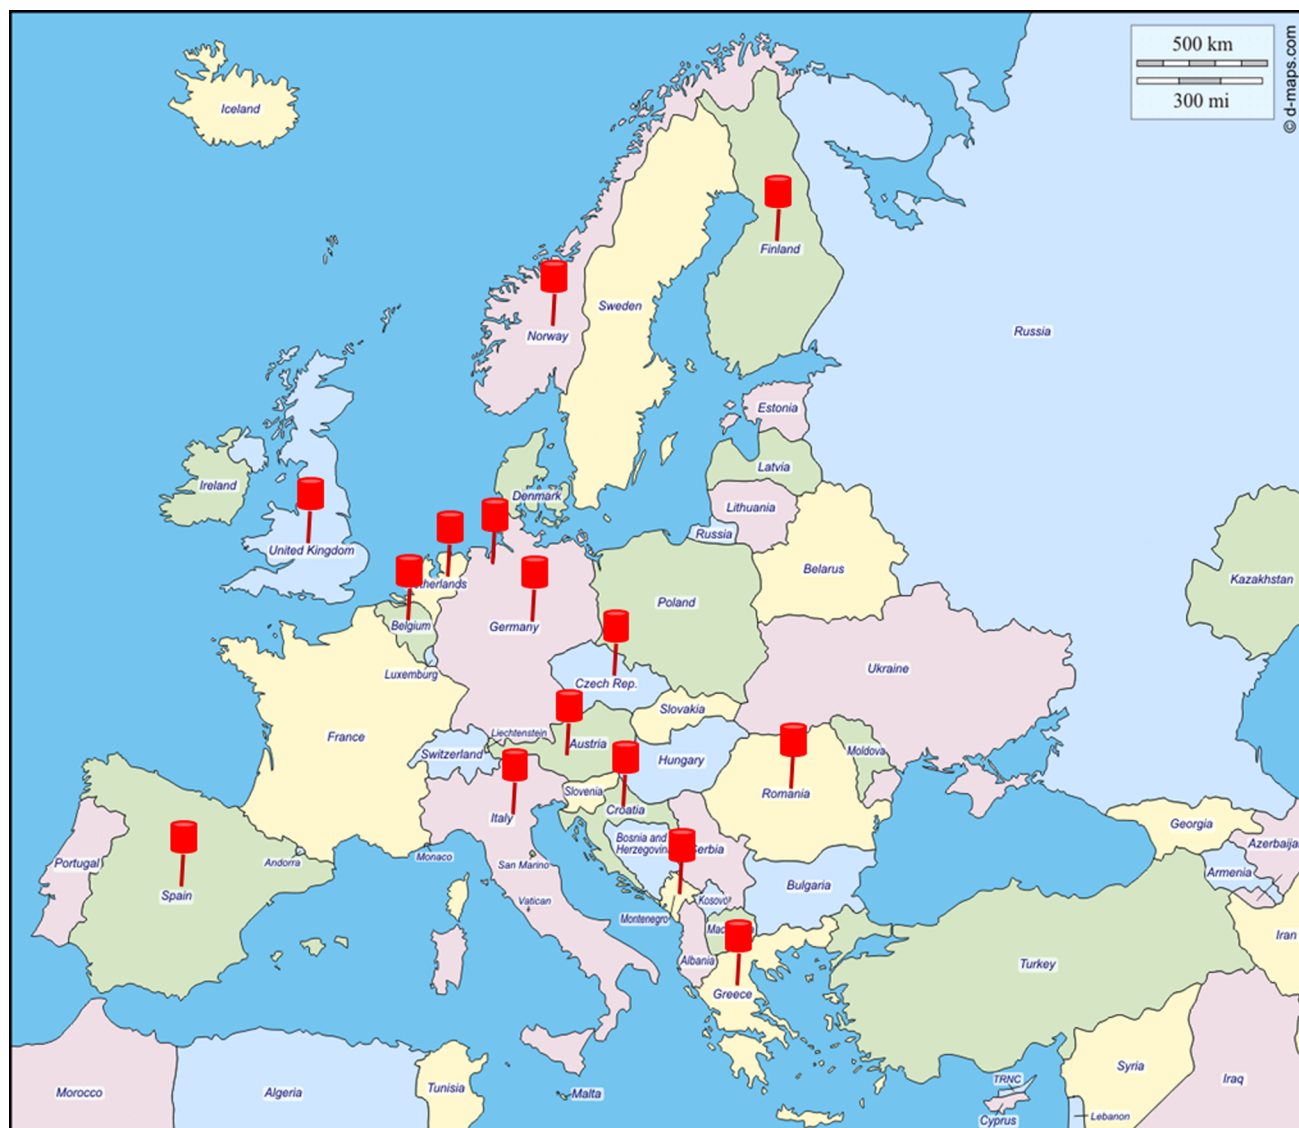 500 km
300 mi
© d-maps.com
Iceland
Finland
Sweden
Norway
Russia
Estonia
Latvia
Lithuania
Russia
Denmark
Ireland
United Kingdom
Belarus
Kazakhstan
therlands
Poland
Belgium
Germany
Luxemburg
Czech Rep.
Ukraine
Slovakia
France
Liechtenstein
Switzerland
Austria
Hungary
Moldova
Slovenia
Romania
Italy
Croatia
Georgia
Bosnia and
Herzegovina
Serbia
Azerbaijan
Monaco
San Marino
Portugal
Andorra
Armenia
Bulgaria
Spain
Vatican
Kosovo
Montenegro
Iran
Albania
Turkey
Greece
Syria
TRNC
Iraq
Morocco
Algeria
Tunisia
Malta
Cyprus
Lebanon